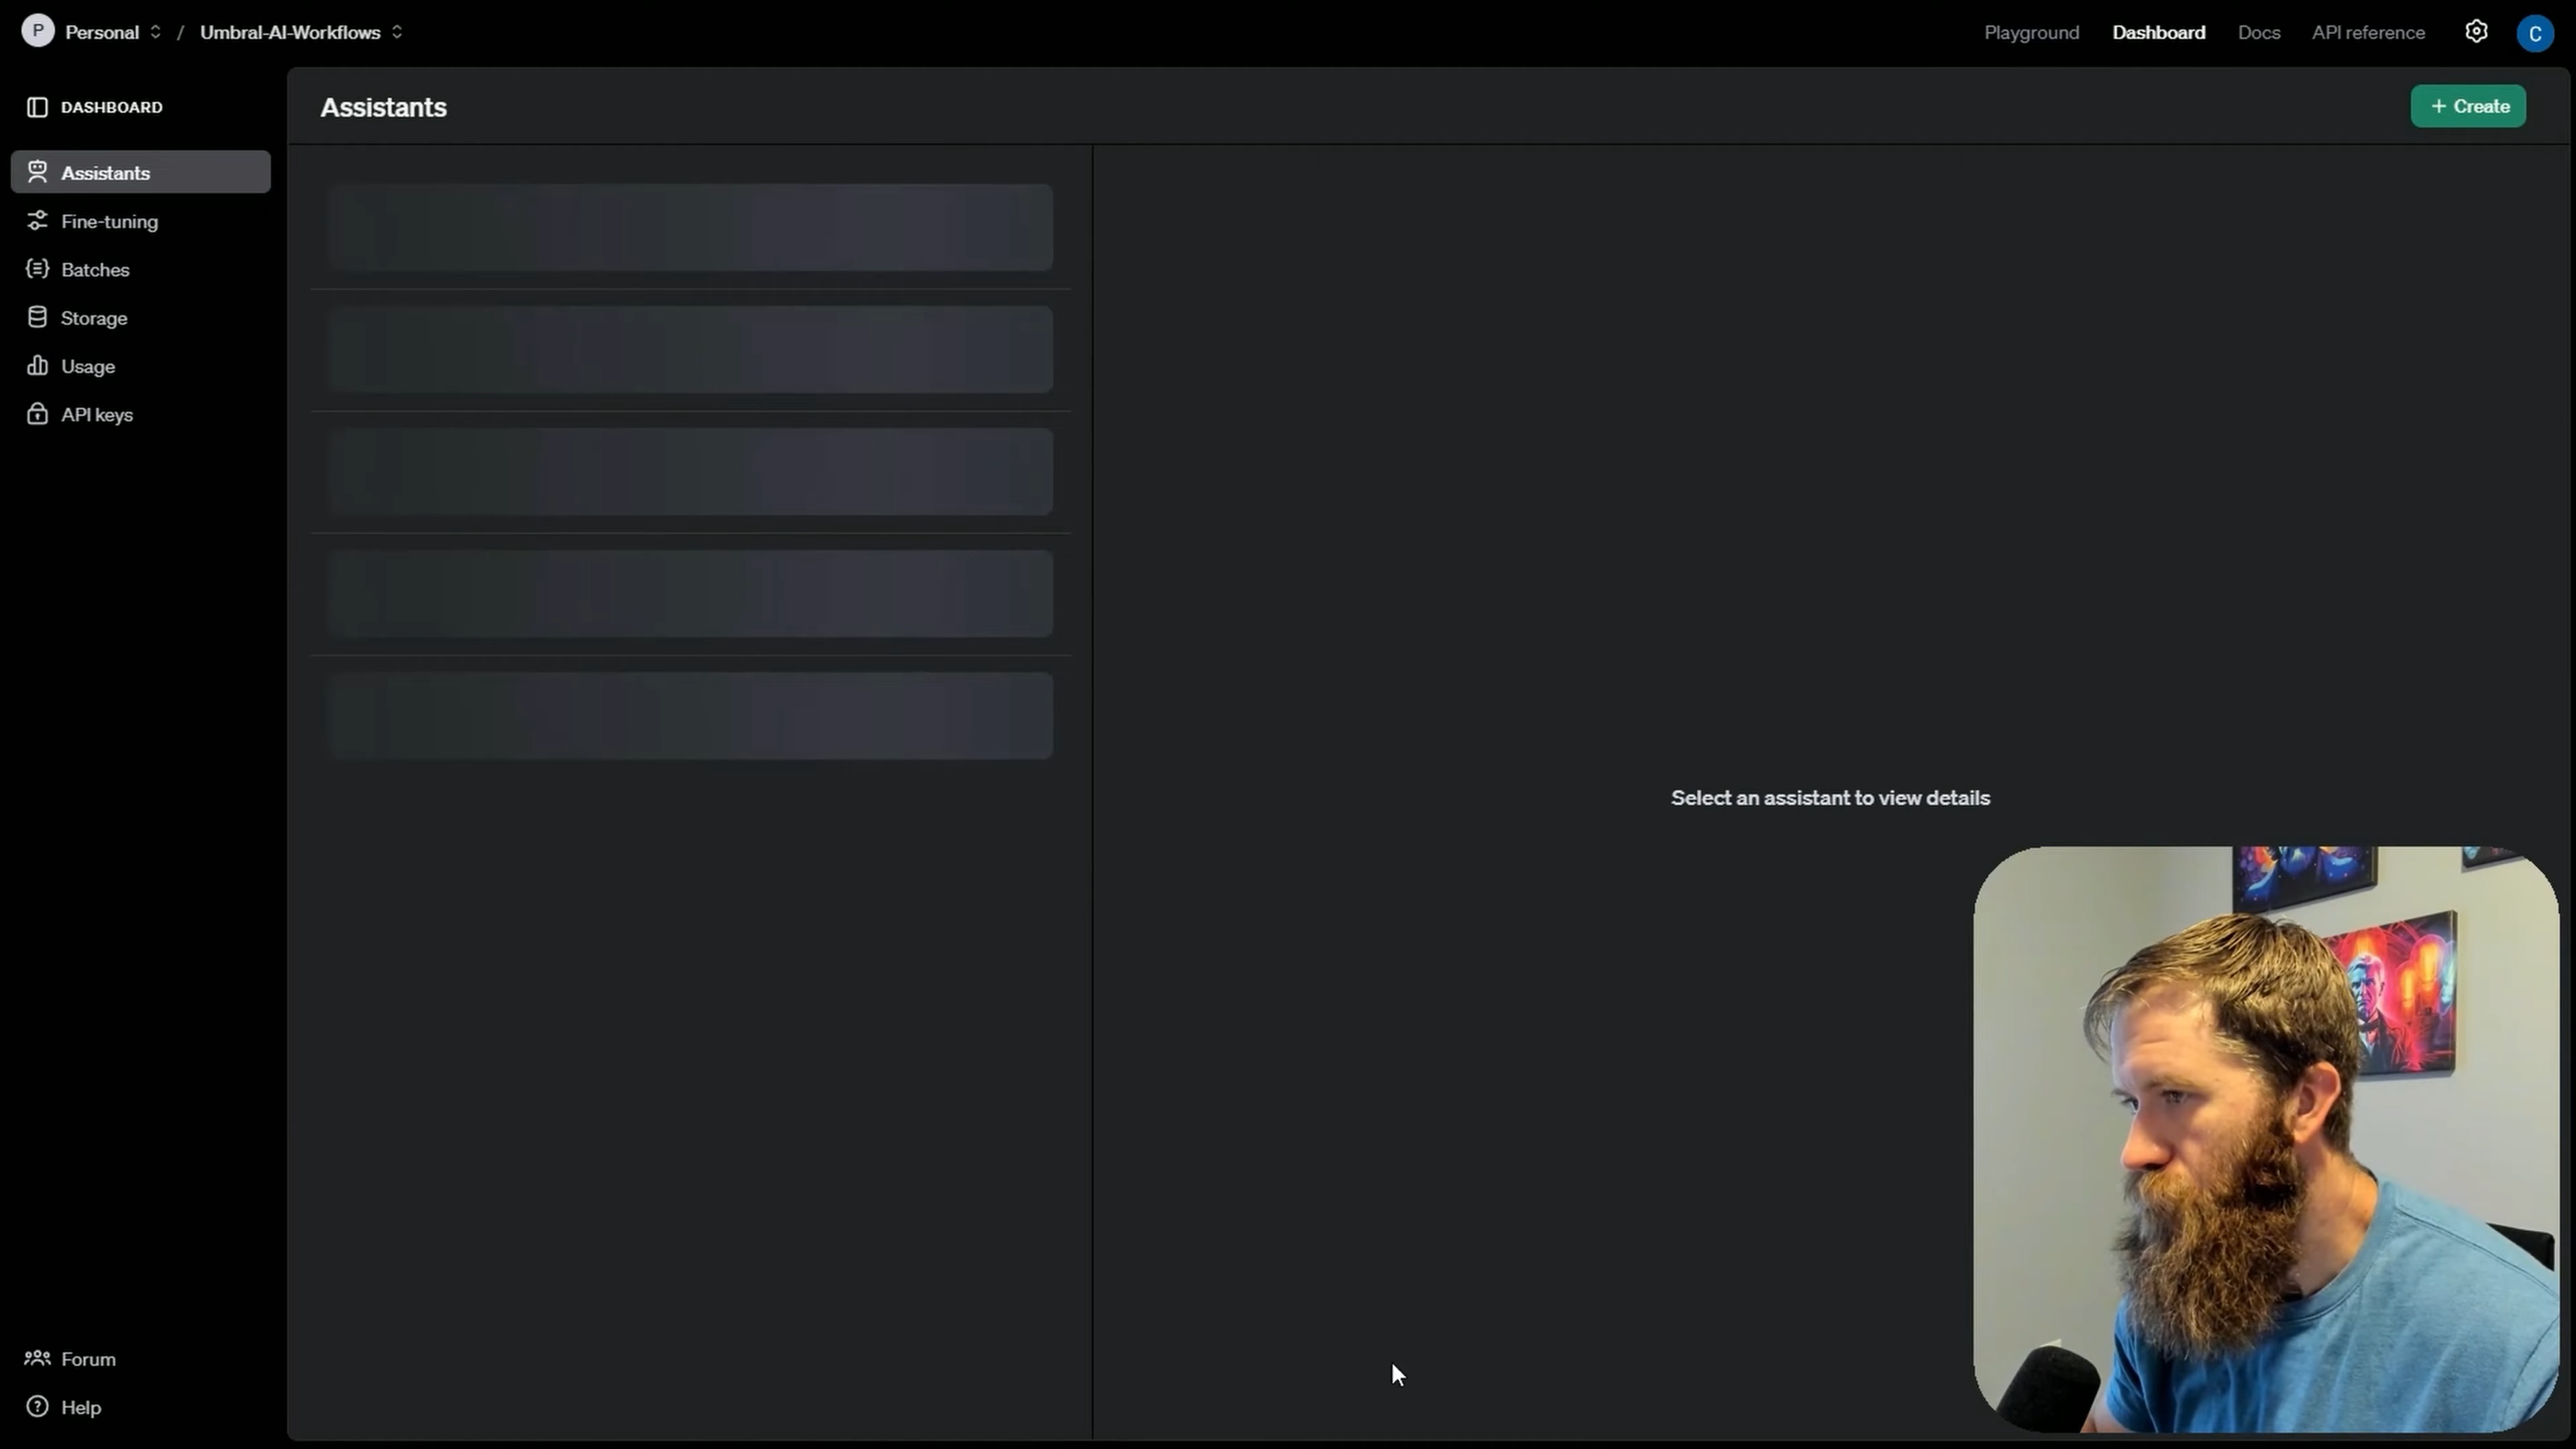 P Personal / Umbral-AI-Workflows
Playground Dashboard Docs API reference C
DASHBOARD
Assistants
Fine-tuning
Batches
Storage
Usage
API keys
Forum
Help
Assistants
+ Create
Select an assistant to view details